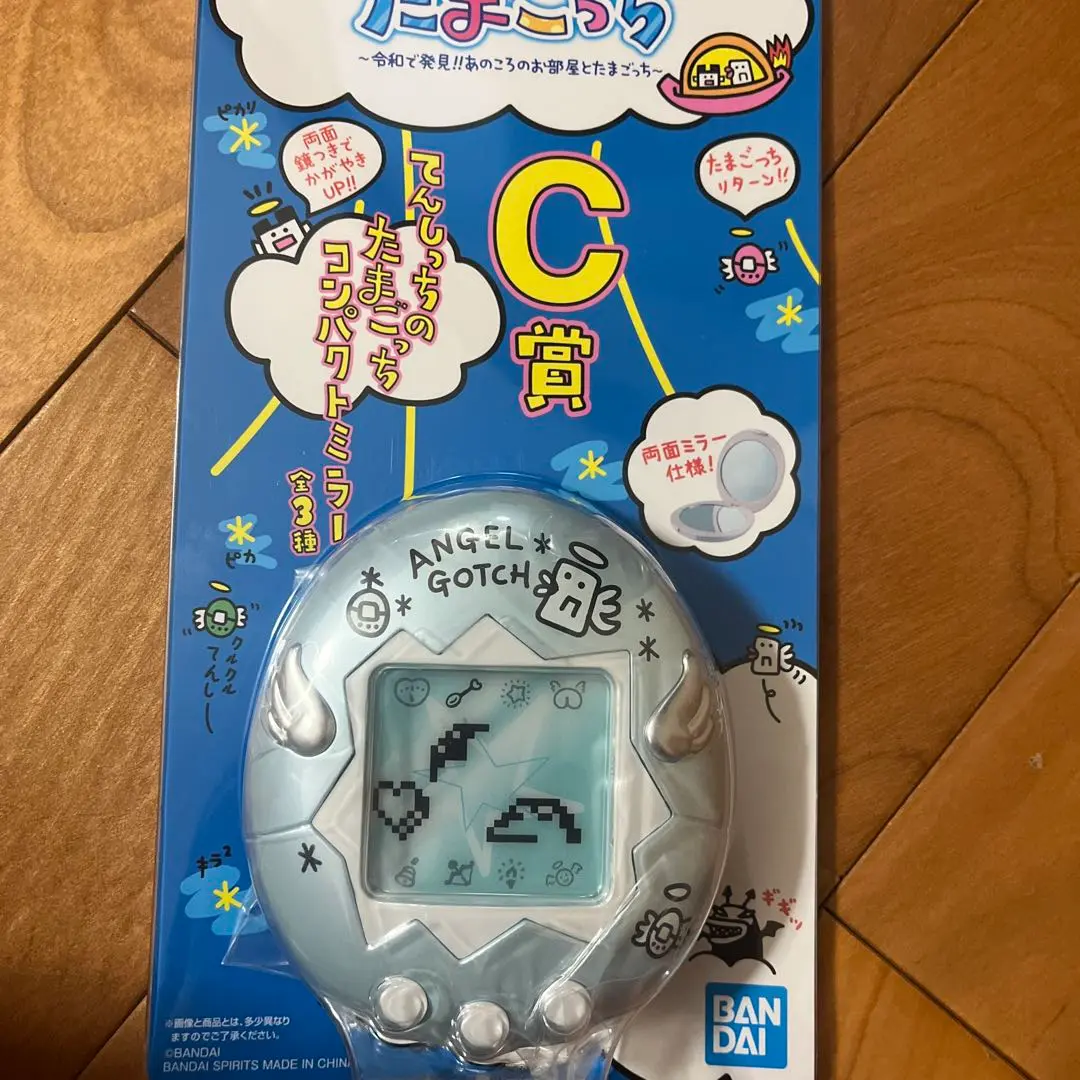 たまごっち
～令和で発見!!あのころのお部屋とたまごっち～
ピカリ
両面
鏡つきで
かがやき
UP!!
たまごっち
リターン!!
C
賞
てんしっちの
たまごっち
コンパクトミラー
全3種
両面ミラー
仕様!
ピカ
クルクル
てんしー
キラ2
ギギッ
ANGEL
GOTCH
BAN
DAI
※画像と商品とは、多少異なり
ますのでご了承ください。
©BANDAI
BANDAI SPIRITS MADE IN CHINA